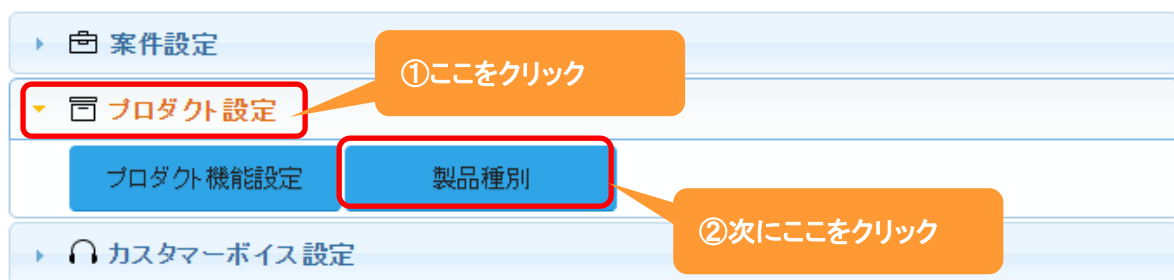 案件設定
①ここをクリック
プロダクト設定
プロダクト機能設定
製品種別
②次にここをクリック
カスタマーボイス設定